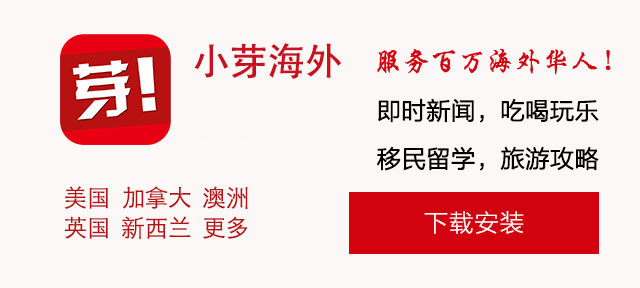 芽!
小芽海外
服务百万海外华人!
即时新闻，吃喝玩乐
移民留学，旅游攻略
美国 加拿大 澳洲
英国 新西兰 更多
下载安装